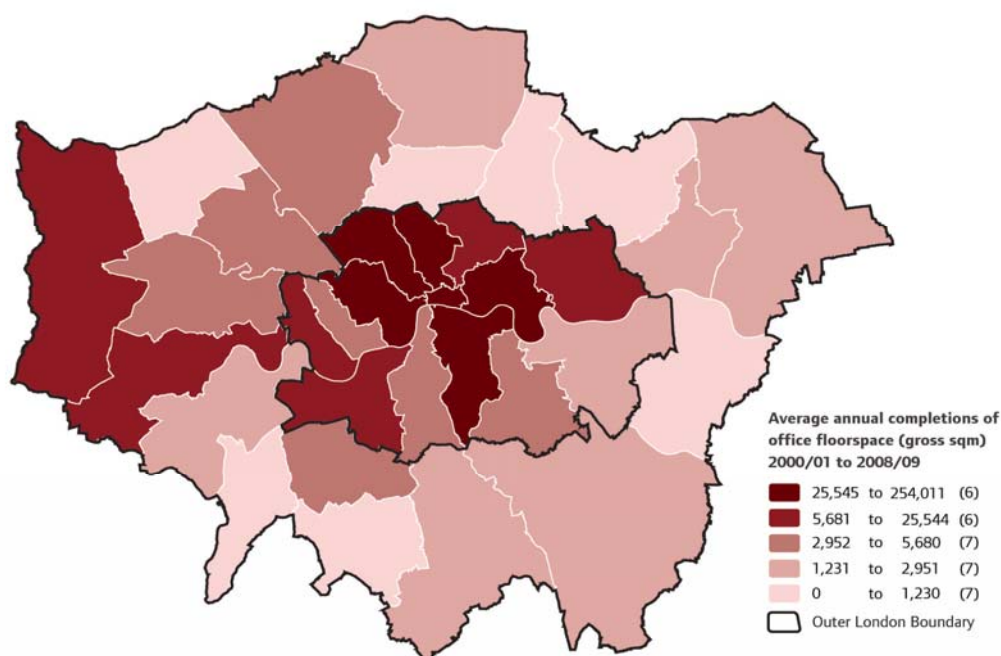 Average annual completions of
office floorspace (gross sqm)
2000/01 to 2008/09
25,545 to 254,011 (6)
5,681 to 25,544 (6)
2,952 to 5,680 (7)
1,231 to 2,951 (7)
0 to 1,230 (7)
Outer London Boundary